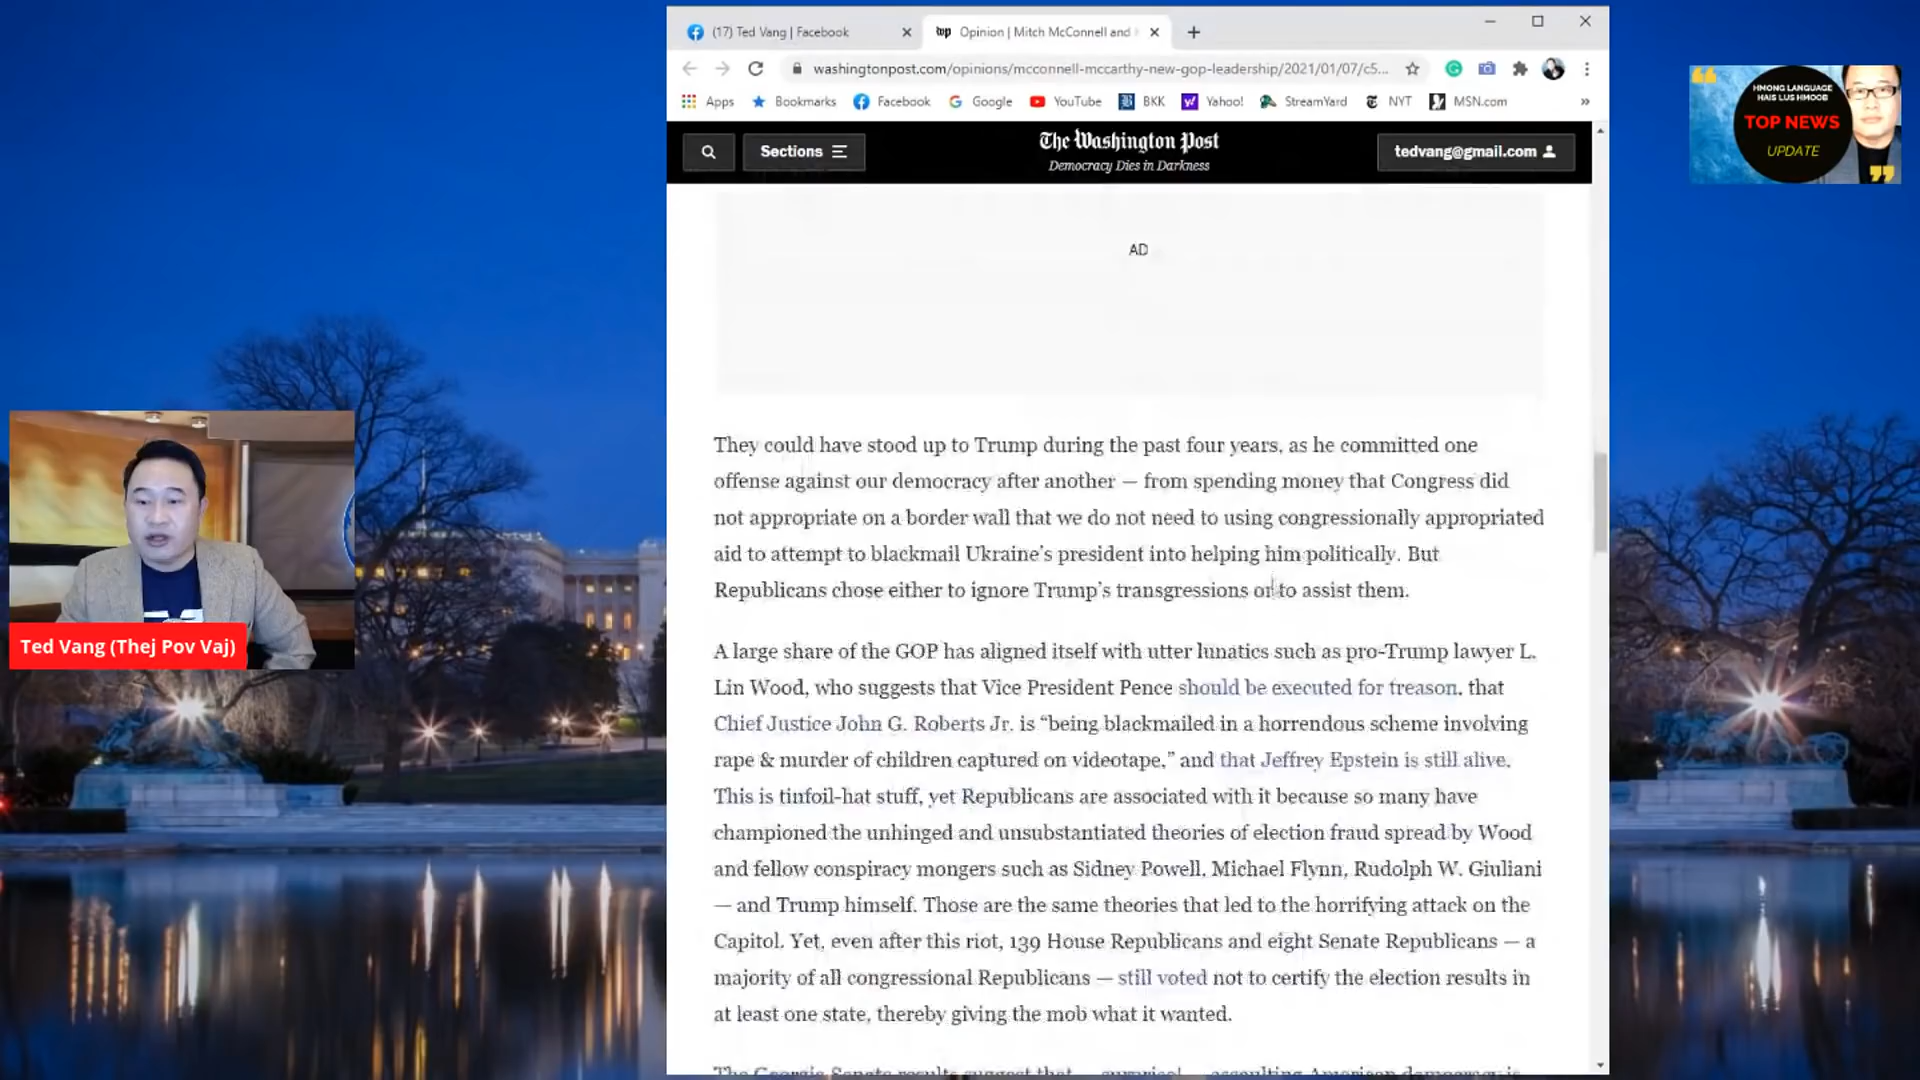 (17) Ted Vang | Facebook
Opinion | Mitch McConnell and
washingtonpost.com/opinions/mcconnell-mccarthy-new-gop-leadership/2021/01/07/c5...
Apps Bookmarks Facebook Google YouTube BKK Yahoo! StreamYard NYT MSN.com »
Sections
The Washington Post
Democracy Dies in Darkness
tedvang@gmail.com
HMONG LANGUAGE
HAIS LUS HMOOB
TOP NEWS
UPDATE
AD
They could have stood up to Trump during the past four years, as he committed one
offense against our democracy after another — from spending money that Congress did
not appropriate on a border wall that we do not need to using congressionally appropriated
aid to attempt to blackmail Ukraine's president into helping him politically. But
Republicans chose either to ignore Trump's transgressions or to assist them.
Ted Vang (Thej Pov Vaj)
A large share of the GOP has aligned itself with utter lunatics such as pro-Trump lawyer L.
Lin Wood, who suggests that Vice President Pence should be executed for treason, that
Chief Justice John G. Roberts Jr. is “being blackmailed in a horrendous scheme involving
rape & murder of children captured on videotape,” and that Jeffrey Epstein is still alive.
This is tinfoil-hat stuff, yet Republicans are associated with it because so many have
championed the unhinged and unsubstantiated theories of election fraud spread by Wood
and fellow conspiracy mongers such as Sidney Powell, Michael Flynn, Rudolph W. Giuliani
— and Trump himself. Those are the same theories that led to the horrifying attack on the
Capitol. Yet, even after this riot, 139 House Republicans and eight Senate Republicans — a
majority of all congressional Republicans — still voted not to certify the election results in
at least one state, thereby giving the mob what it wanted.
The Georgia Senate results suggest that — surprise! — assaulting American democracy is